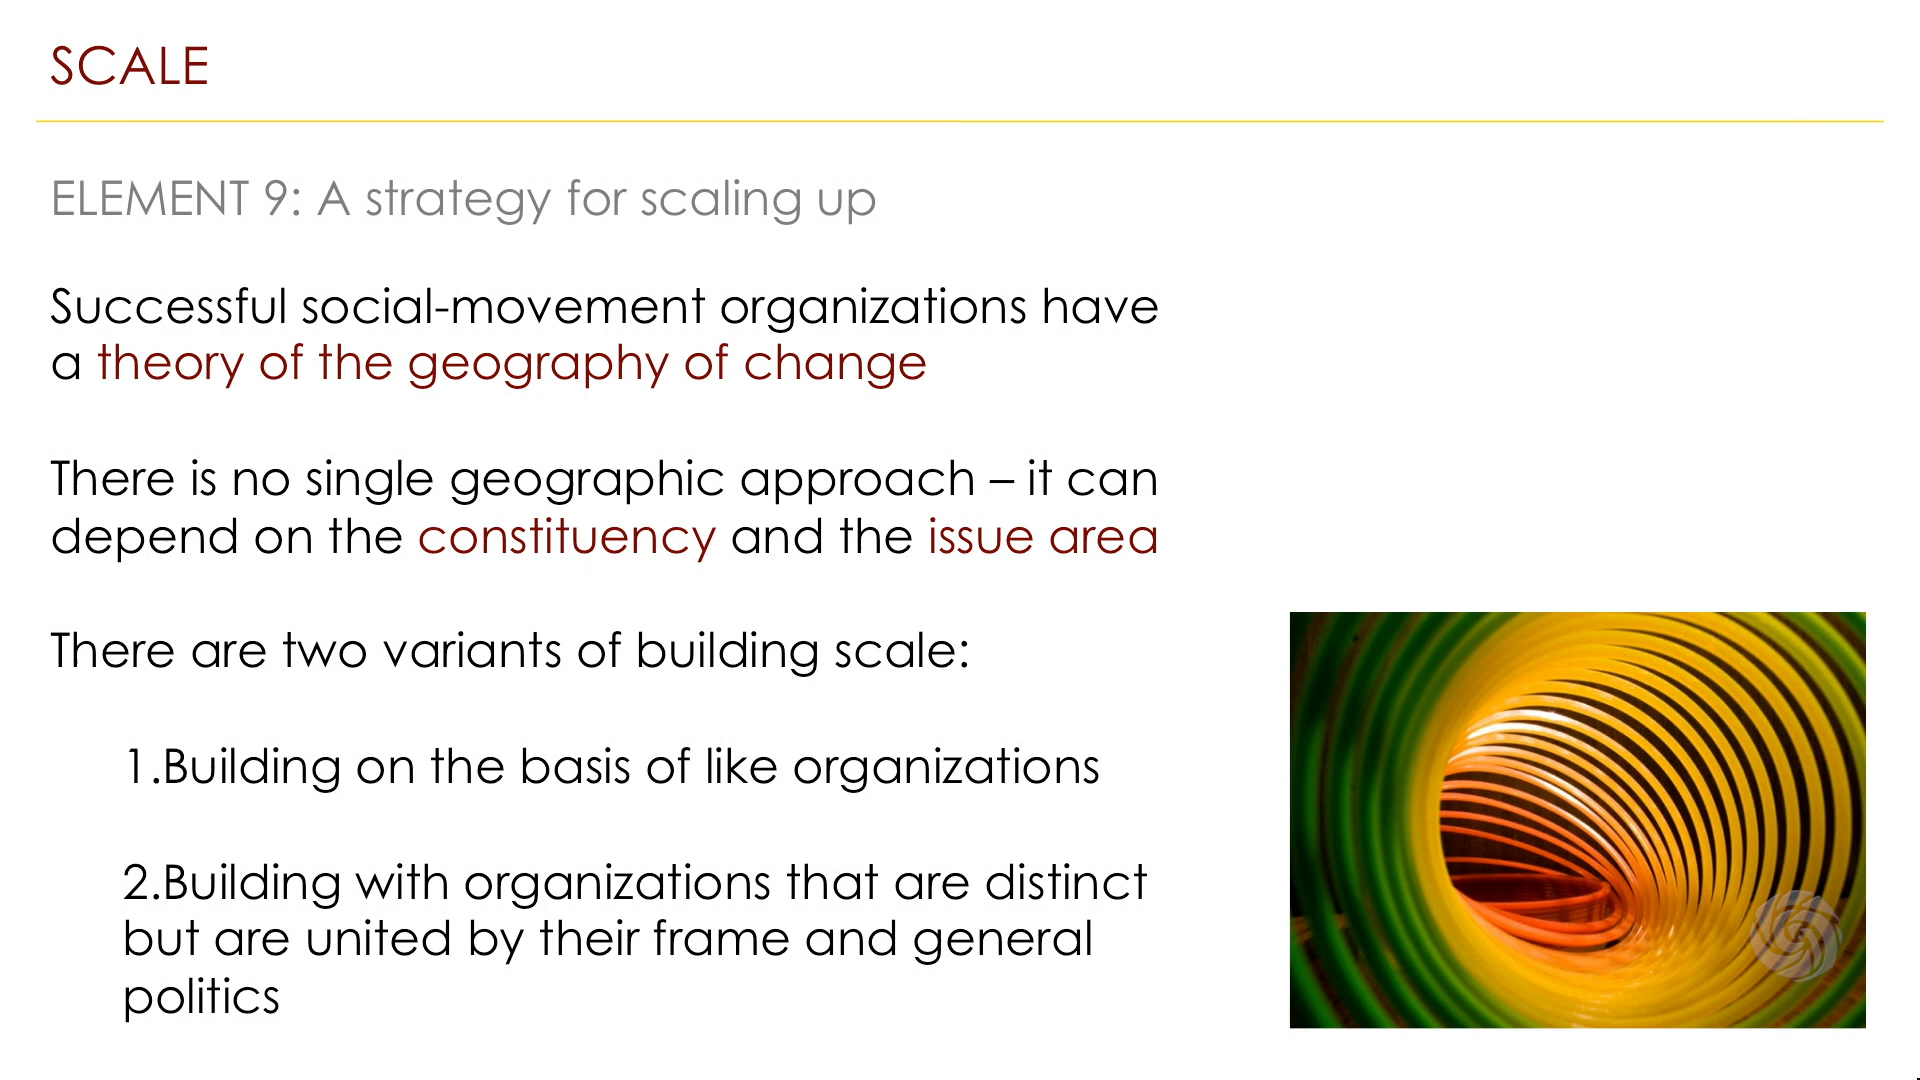 SCALE
ELEMENT 9: A strategy for scaling up
Successful social-movement organizations have
a theory of the geography of change
There is no single geographic approach – it can
depend on the constituency and the issue area
There are two variants of building scale:
1.Building on the basis of like organizations
2.Building with organizations that are distinct
but are united by their frame and general
politics